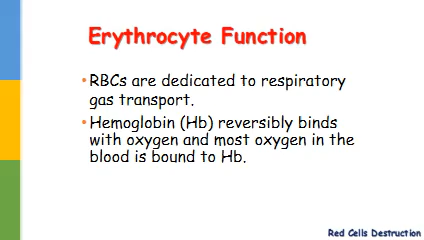 Erythrocyte Function
• RBCs are dedicated to respiratory
gas transport.
• Hemoglobin (Hb) reversibly binds
with oxygen and most oxygen in the
blood is bound to Hb.
Red Cells Destruction